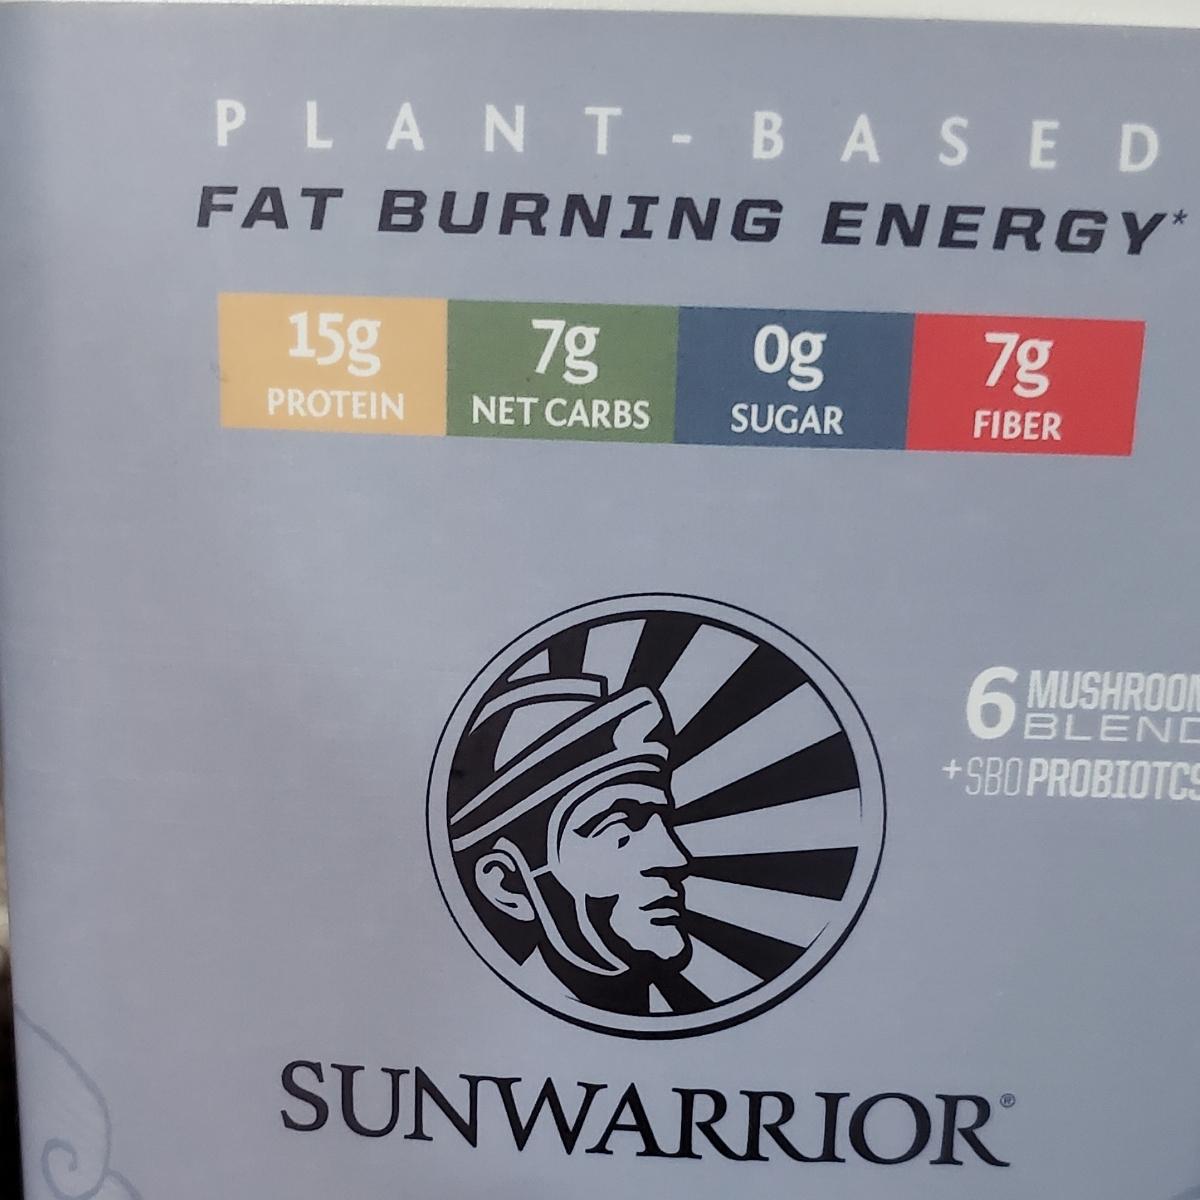 PLANT-BASED
FAT BURNING ENERGY*
15g
PROTEIN
7g
NET CARBS
0g
SUGAR
7g
FIBER
6 MUSHROOM
BLEND
+SBO PROBIOTCS
SUNWARRIOR®